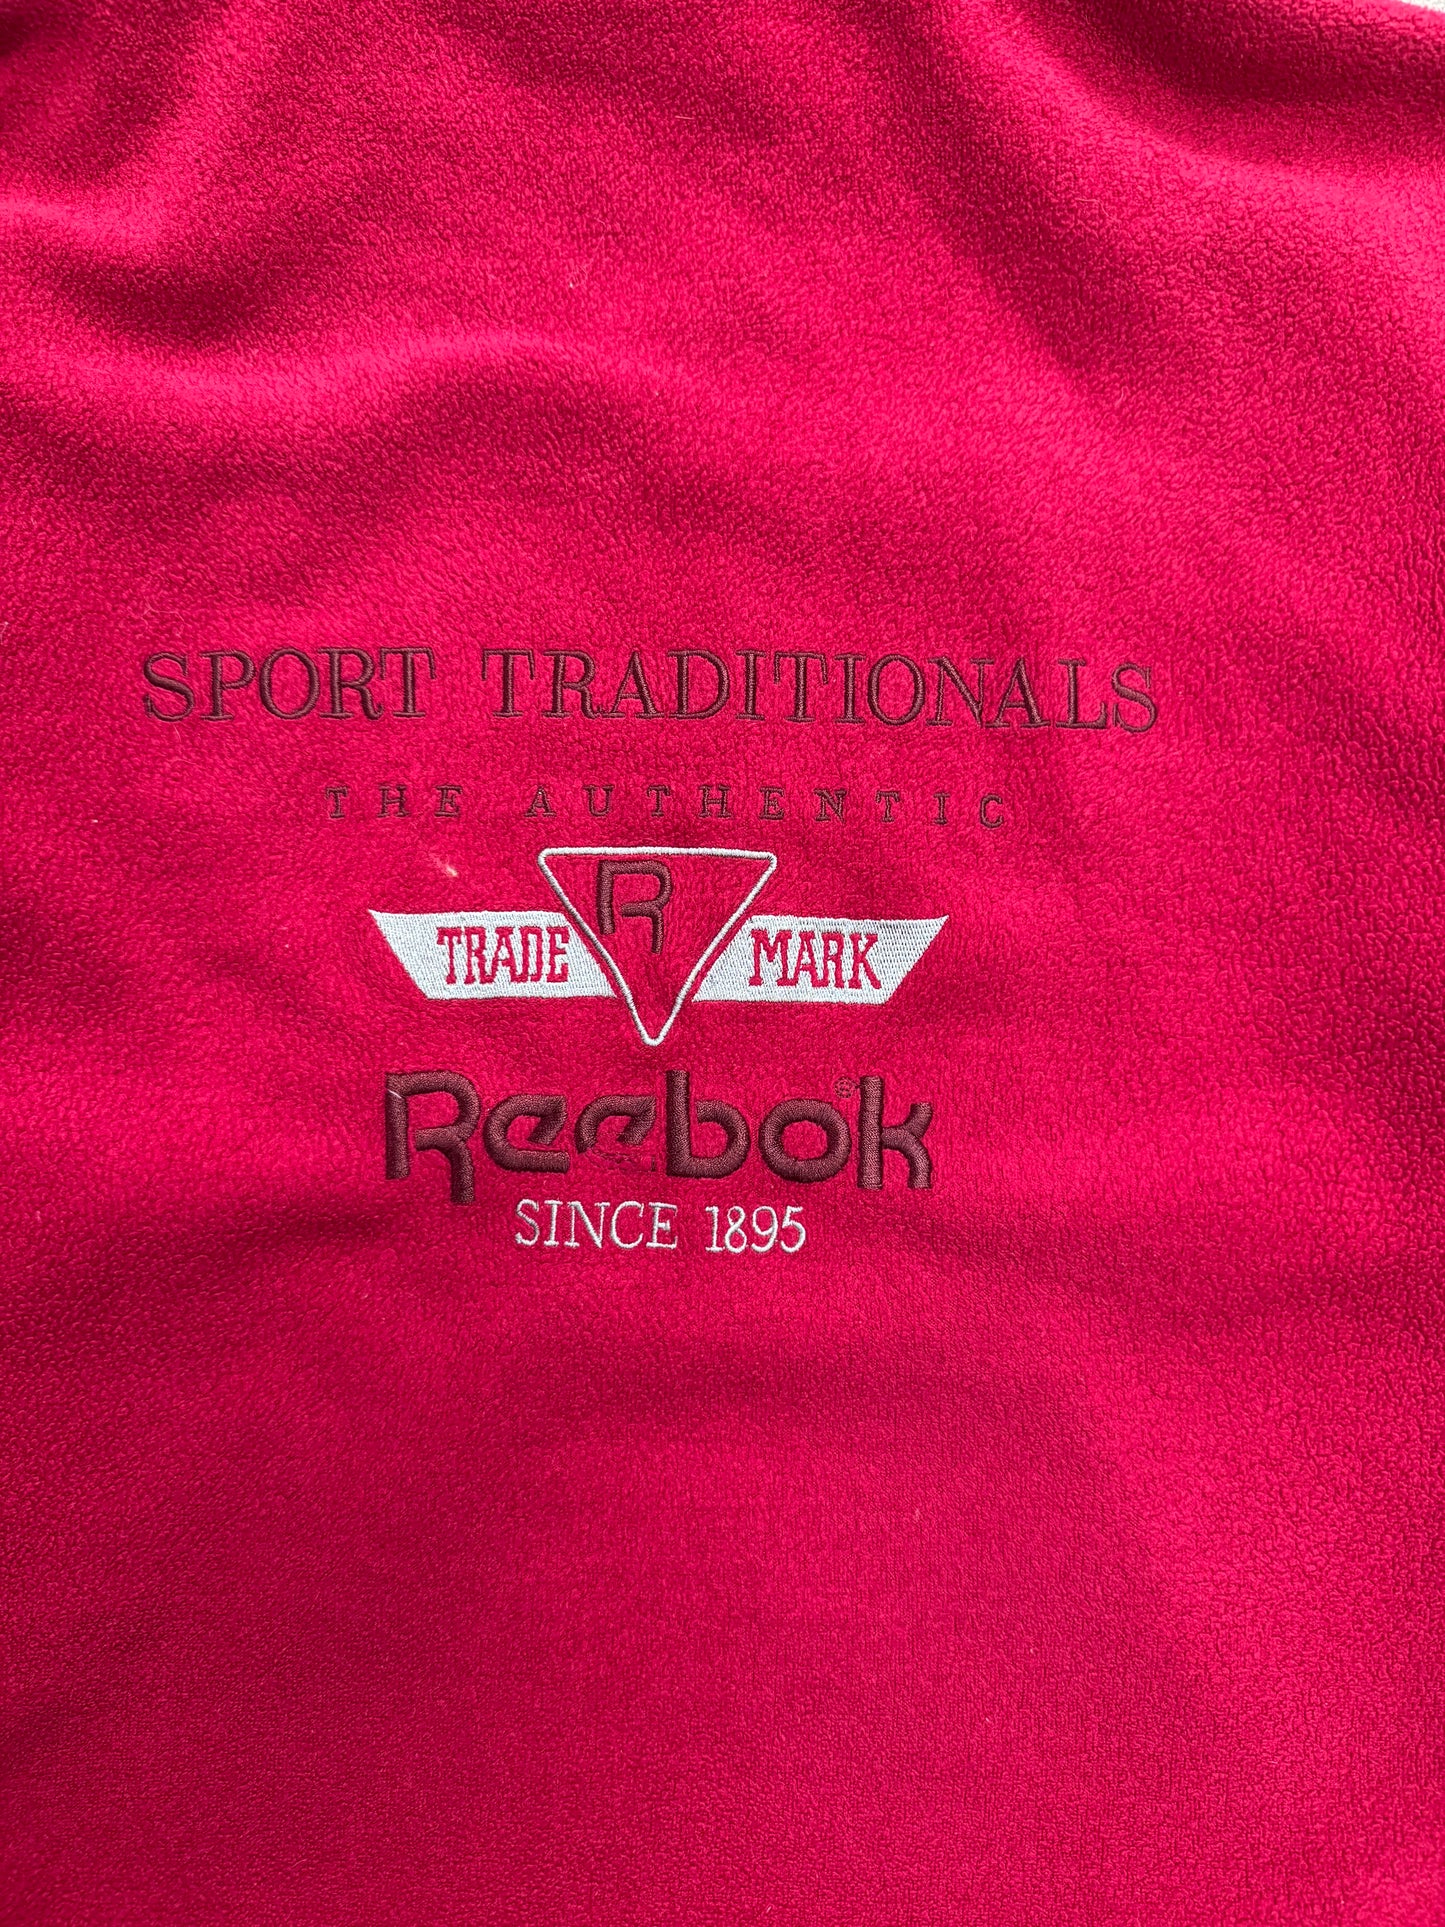 SPORT TRADITIONALS
THE AUTHENTIC
R
TRADE MARK
Reebok®
SINCE 1895